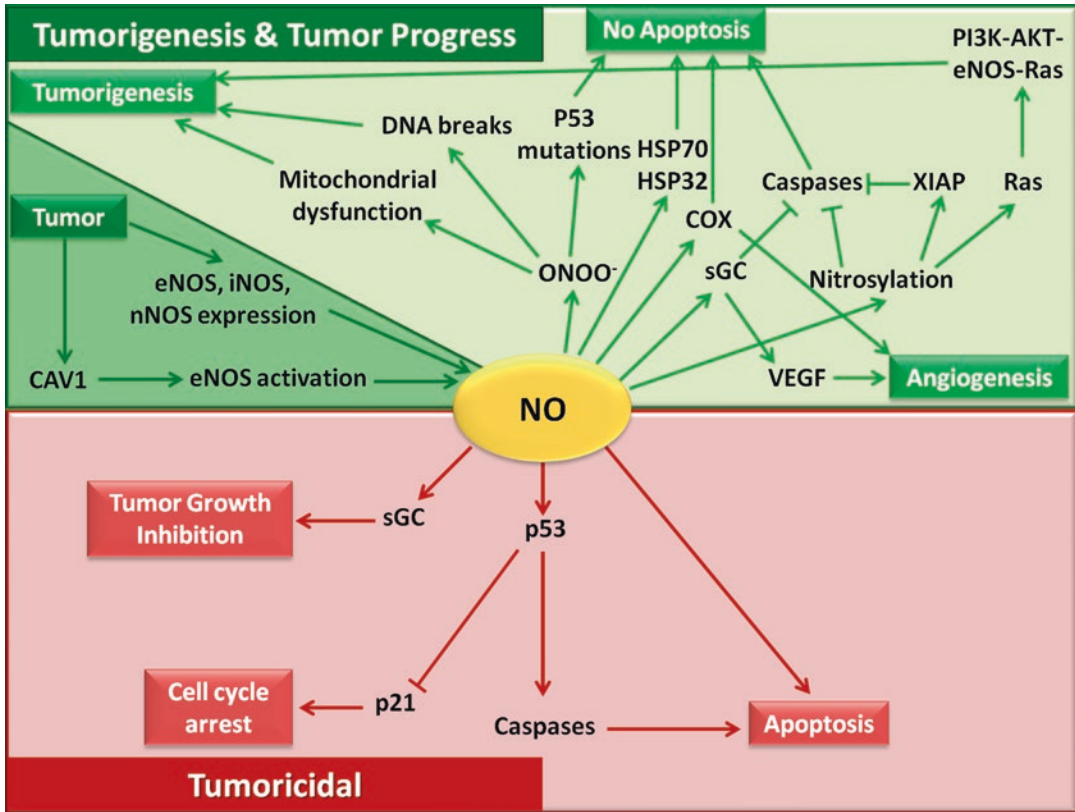 Tumorigenesis & Tumor Progress
No Apoptosis
PI3K-AKT-
eNOS-Ras
Tumorigenesis
DNA breaks
P53
mutations
HSP70
HSP32
Mitochondrial
dysfunction
Caspases
XIAP
Ras
Tumor
COX
ONOO-
sGC
Nitrosylation
eNOS, iNOS,
nNOS expression
CAV1
eNOS activation
VEGF
Angiogenesis
NO
Tumor Growth
Inhibition
sGC
p53
Cell cycle
arrest
p21
Caspases
Apoptosis
Tumoricidal